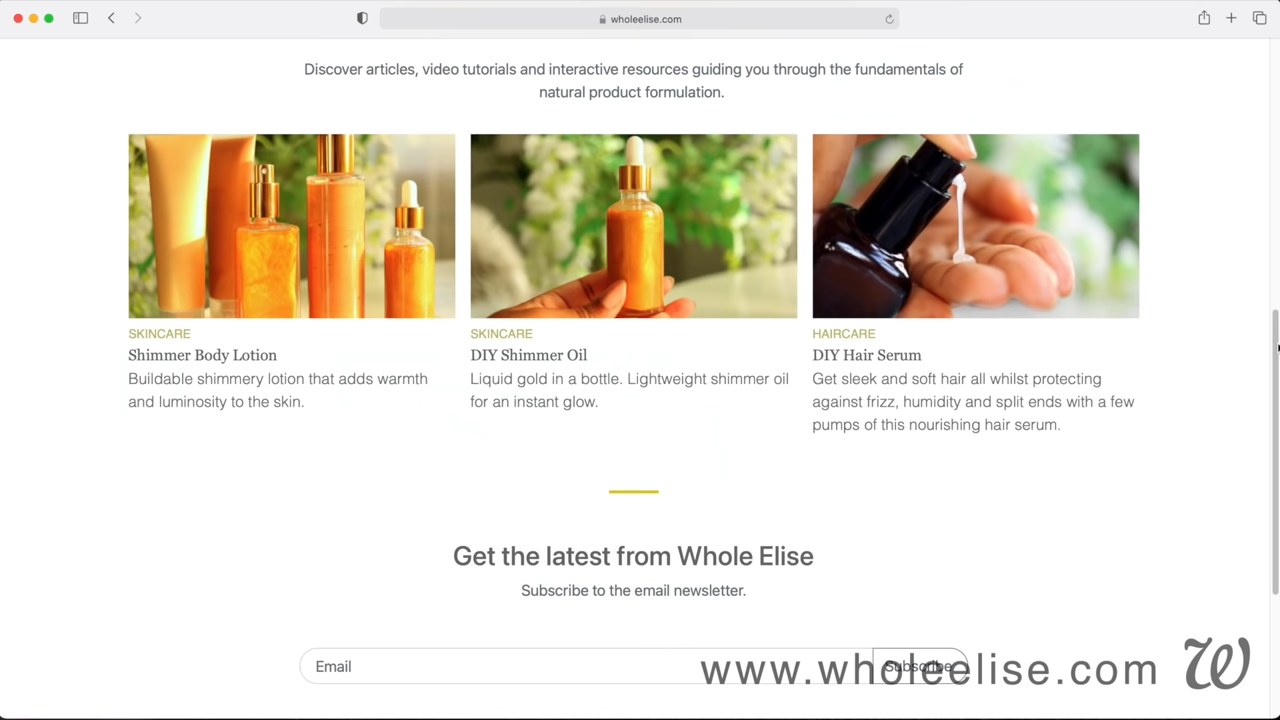 wholeelise.com
Discover articles, video tutorials and interactive resources guiding you through the fundamentals of
natural product formulation.
SKINCARE
Shimmer Body Lotion
Buildable shimmery lotion that adds warmth
and luminosity to the skin.
SKINCARE
DIY Shimmer Oil
Liquid gold in a bottle. Lightweight shimmer oil
for an instant glow.
HAIRCARE
DIY Hair Serum
Get sleek and soft hair all whilst protecting
against frizz, humidity and split ends with a few
pumps of this nourishing hair serum.
Get the latest from Whole Elise
Subscribe to the email newsletter.
Email
Subscribe
www.wholeelise.com
W